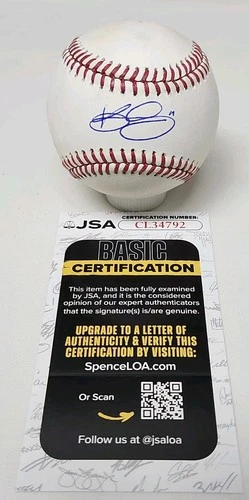 JSA
CERTIFICATION NUMBER:
CL34792
BASIC
CERTIFICATION
This item has been fully examined
by JSA, and it is the considered
opinion of our expert authenticators
that the signature(s) is/are genuine.
UPGRADE TO A LETTER OF
AUTHENTICITY & VERIFY THIS
CERTIFICATION BY VISITING:
SpenceLOA.com
Or Scan
Follow us at @jsaloa